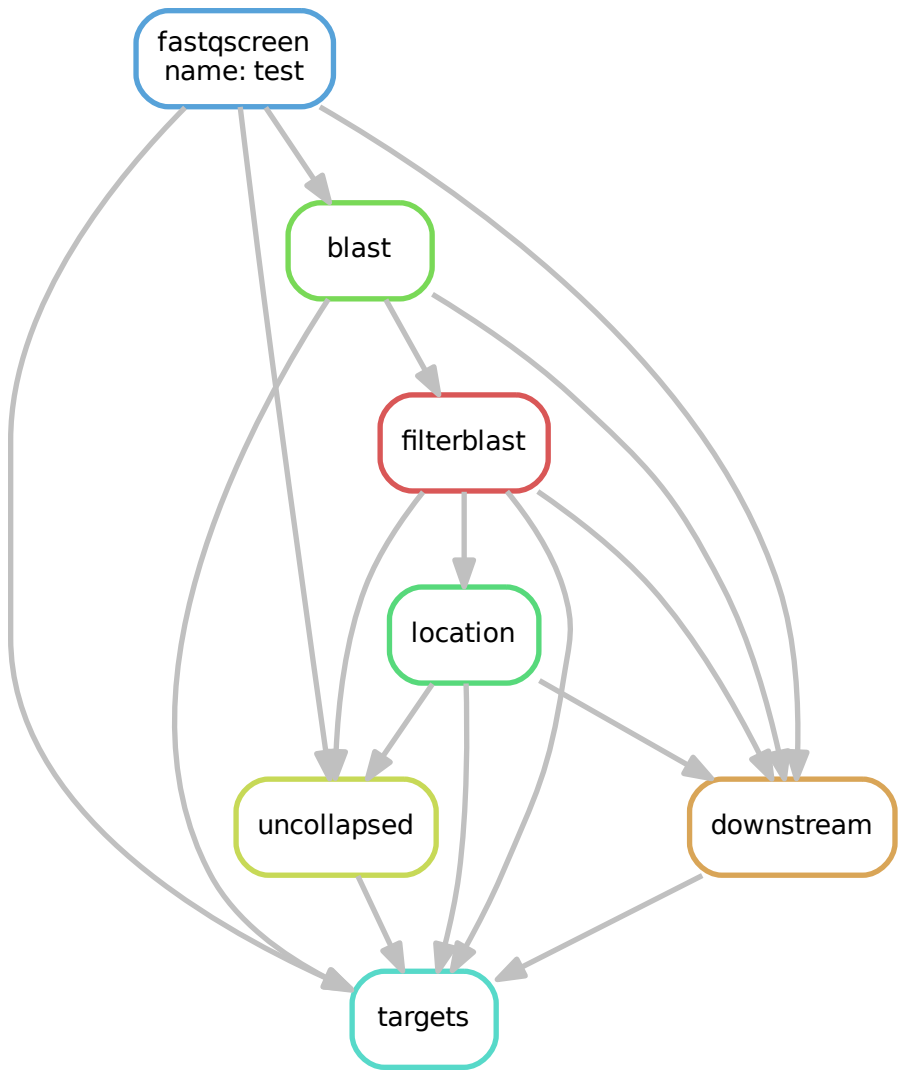 fastqscreen
name: test
blast
filterblast
location
uncollapsed
downstream
targets